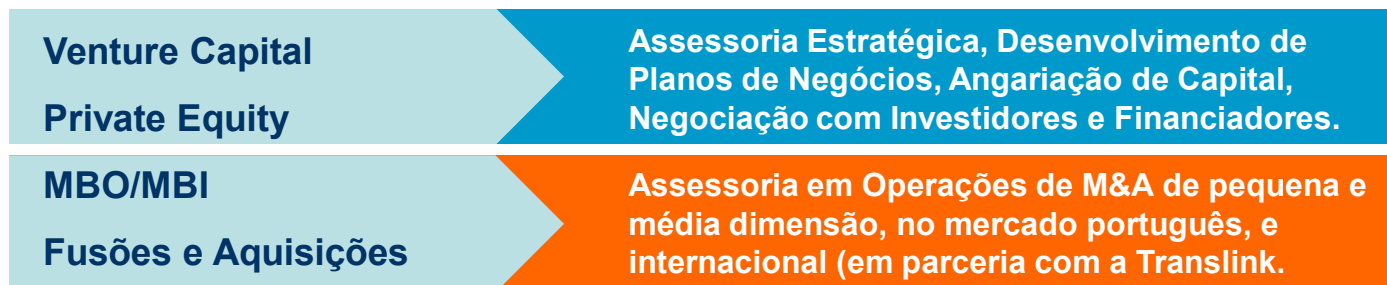 Venture Capital
Private Equity
Assessoria Estratégica, Desenvolvimento de
Planos de Negócios, Angariação de Capital,
Negociação com Investidores e Financiadores.
MBO/MBI
Fusões e Aquisições
Assessoria em Operações de M&A de pequena e
média dimensão, no mercado português, e
internacional (em parceria com a Translink.